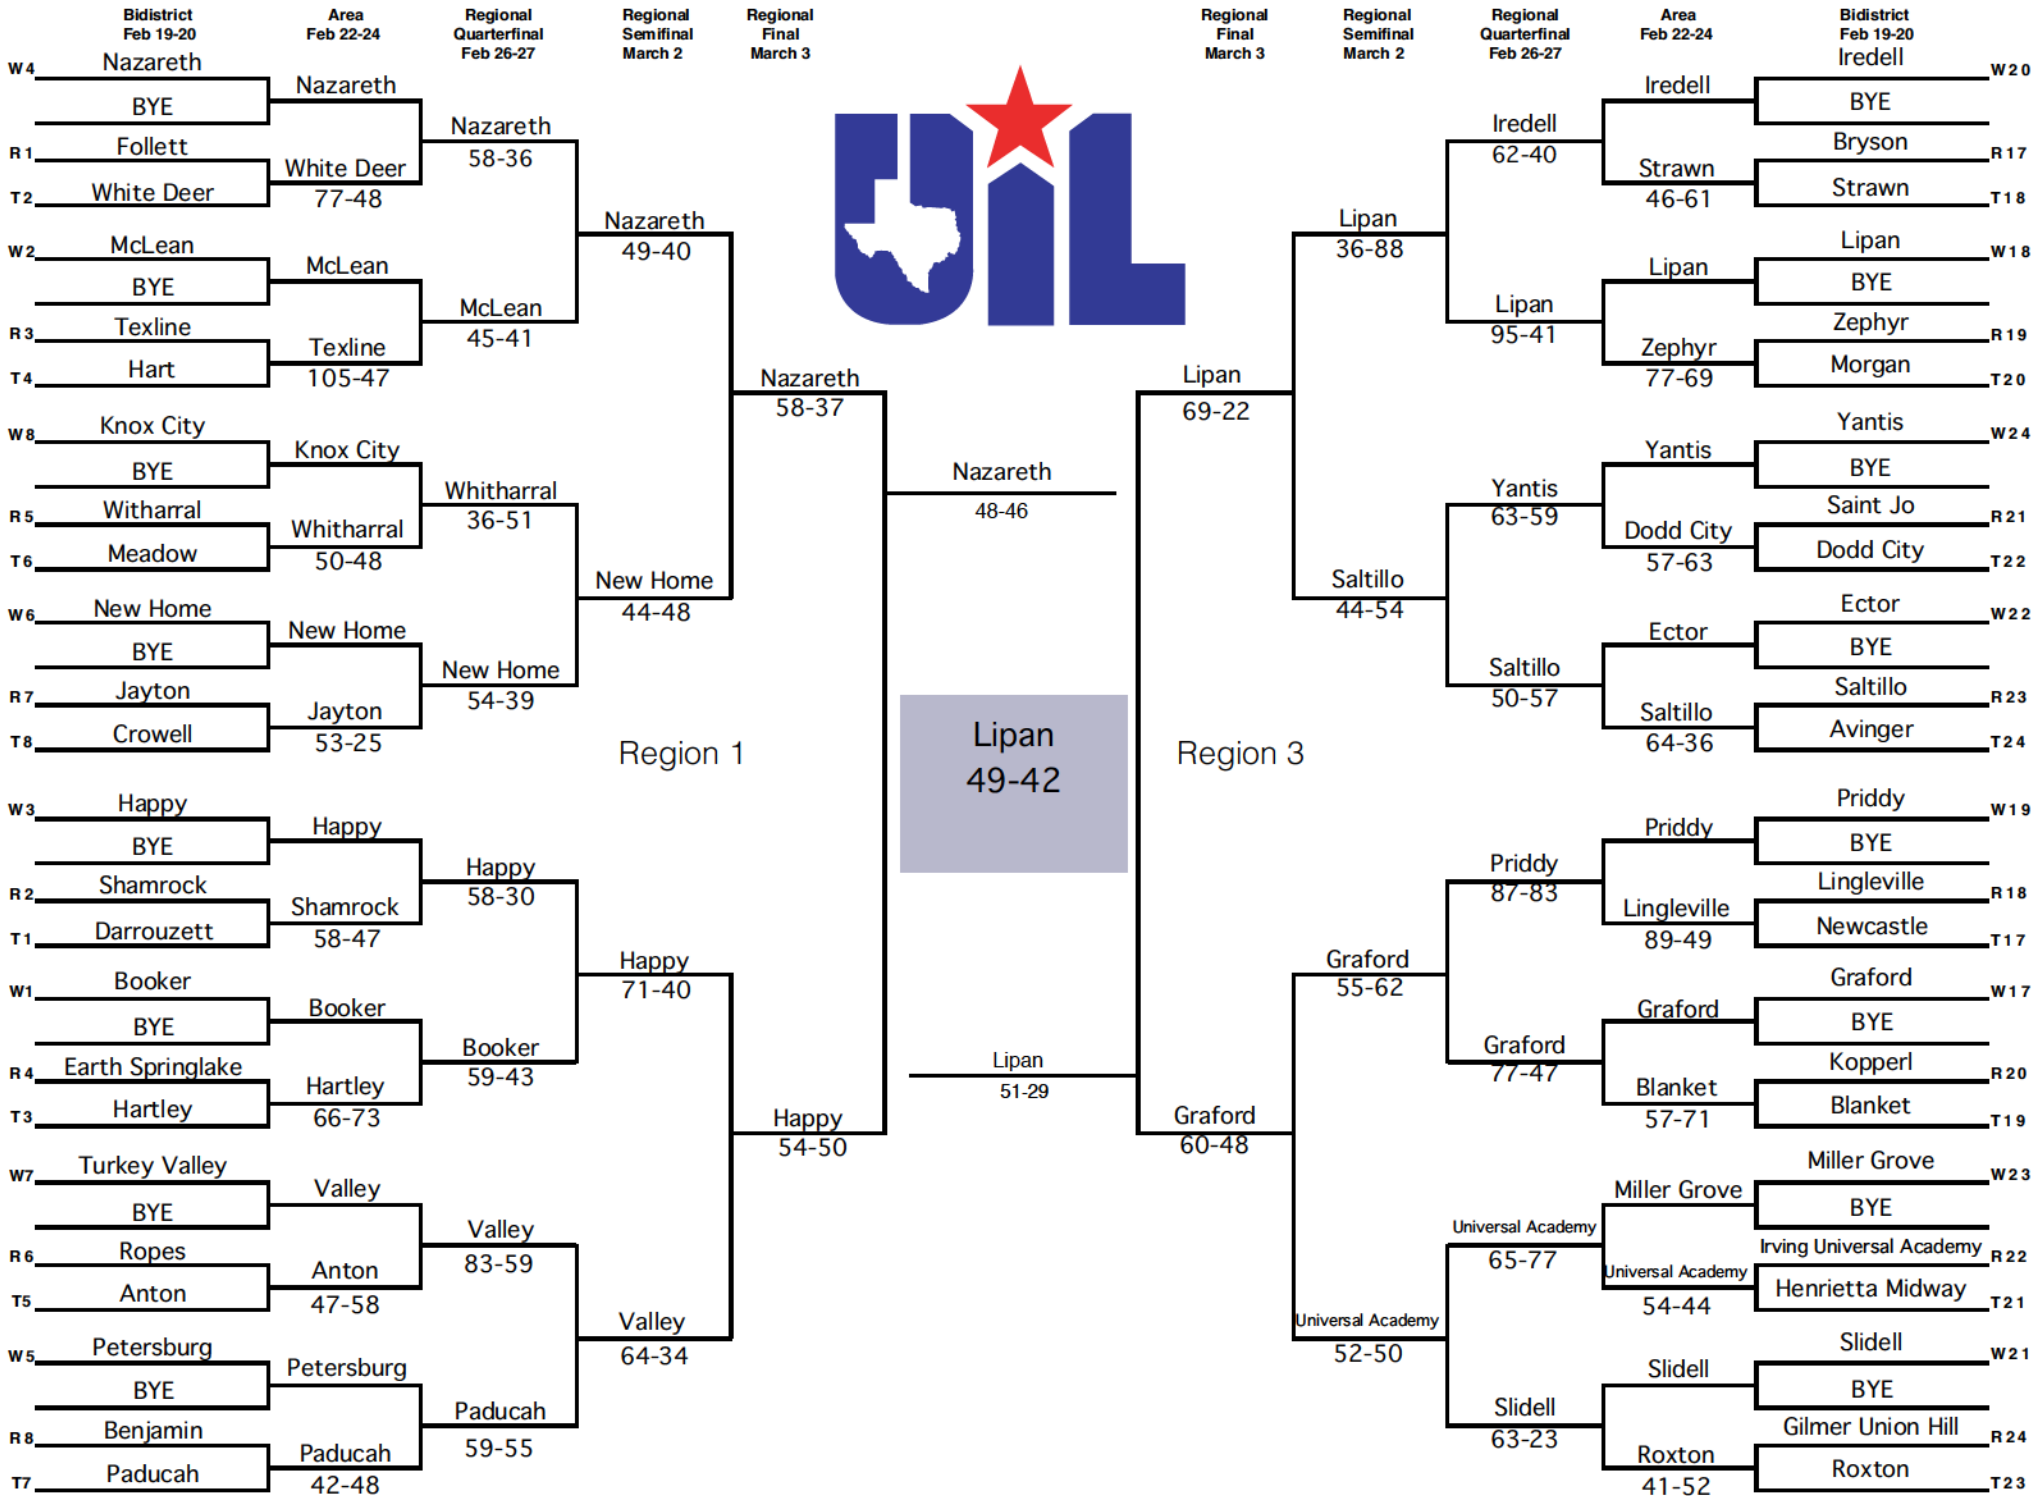 Bidistrict
Feb 19-20
Area
Feb 22-24
Regional
Quarterfinal
Feb 26-27
Regional
Semifinal
March 2
Regional
Final
March 3
Regional
Final
March 3
Regional
Semifinal
March 2
Regional
Quarterfinal
Feb 26-27
Area
Feb 22-24
Bidistrict
Feb 19-20
W4
Nazareth
BYE
R1
Follett
T2
White Deer
W2
McLean
BYE
R3
Texline
T4
Hart
W8
Knox City
BYE
R5
Witharral
T6
Meadow
W6
New Home
BYE
R7
Jayton
T8
Crowell
W3
Happy
BYE
R2
Shamrock
T1
Darrouzett
W1
Booker
BYE
R4
Earth Springlake
T3
Hartley
W7
Turkey Valley
BYE
R6
Ropes
T5
Anton
W5
Petersburg
BYE
R8
Benjamin
T7
Paducah
Nazareth
White Deer
77-48
McLean
Texline
105-47
Knox City
Whitharral
50-48
New Home
Jayton
53-25
Happy
Shamrock
58-47
Booker
Hartley
66-73
Valley
Anton
47-58
Petersburg
Paducah
42-48
Nazareth
58-36
McLean
45-41
Whitharral
36-51
New Home
54-39
Happy
58-30
Booker
59-43
Valley
83-59
Paducah
59-55
Nazareth
49-40
New Home
44-48
Happy
71-40
Valley
64-34
Nazareth
58-37
Happy
54-50
Region 1
UIL
Nazareth
48-46
Lipan
49-42
Lipan
51-29
Region 3
Lipan
69-22
Graford
60-48
Lipan
36-88
Saltillo
44-54
Graford
55-62
Universal Academy
52-50
Iredell
62-40
Lipan
95-41
Yantis
63-59
Saltillo
50-57
Priddy
87-83
Graford
77-47
Universal Academy
65-77
Slidell
63-23
Iredell
Strawn
46-61
Lipan
Zephyr
77-69
Yantis
Dodd City
57-63
Ector
Saltillo
64-36
Priddy
Lingleville
89-49
Graford
Blanket
57-71
Miller Grove
Universal Academy
54-44
Slidell
Roxton
41-52
Iredell
W20
BYE
Bryson
R17
Strawn
T18
Lipan
W18
BYE
Zephyr
R19
Morgan
T20
Yantis
W24
BYE
Saint Jo
R21
Dodd City
T22
Ector
W22
BYE
Saltillo
R23
Avinger
T24
Priddy
W19
BYE
Lingleville
R18
Newcastle
T17
Graford
W17
BYE
Kopperl
R20
Blanket
T19
Miller Grove
W23
BYE
Irving Universal Academy
R22
Henrietta Midway
T21
Slidell
W21
BYE
Gilmer Union Hill
R24
Roxton
T23